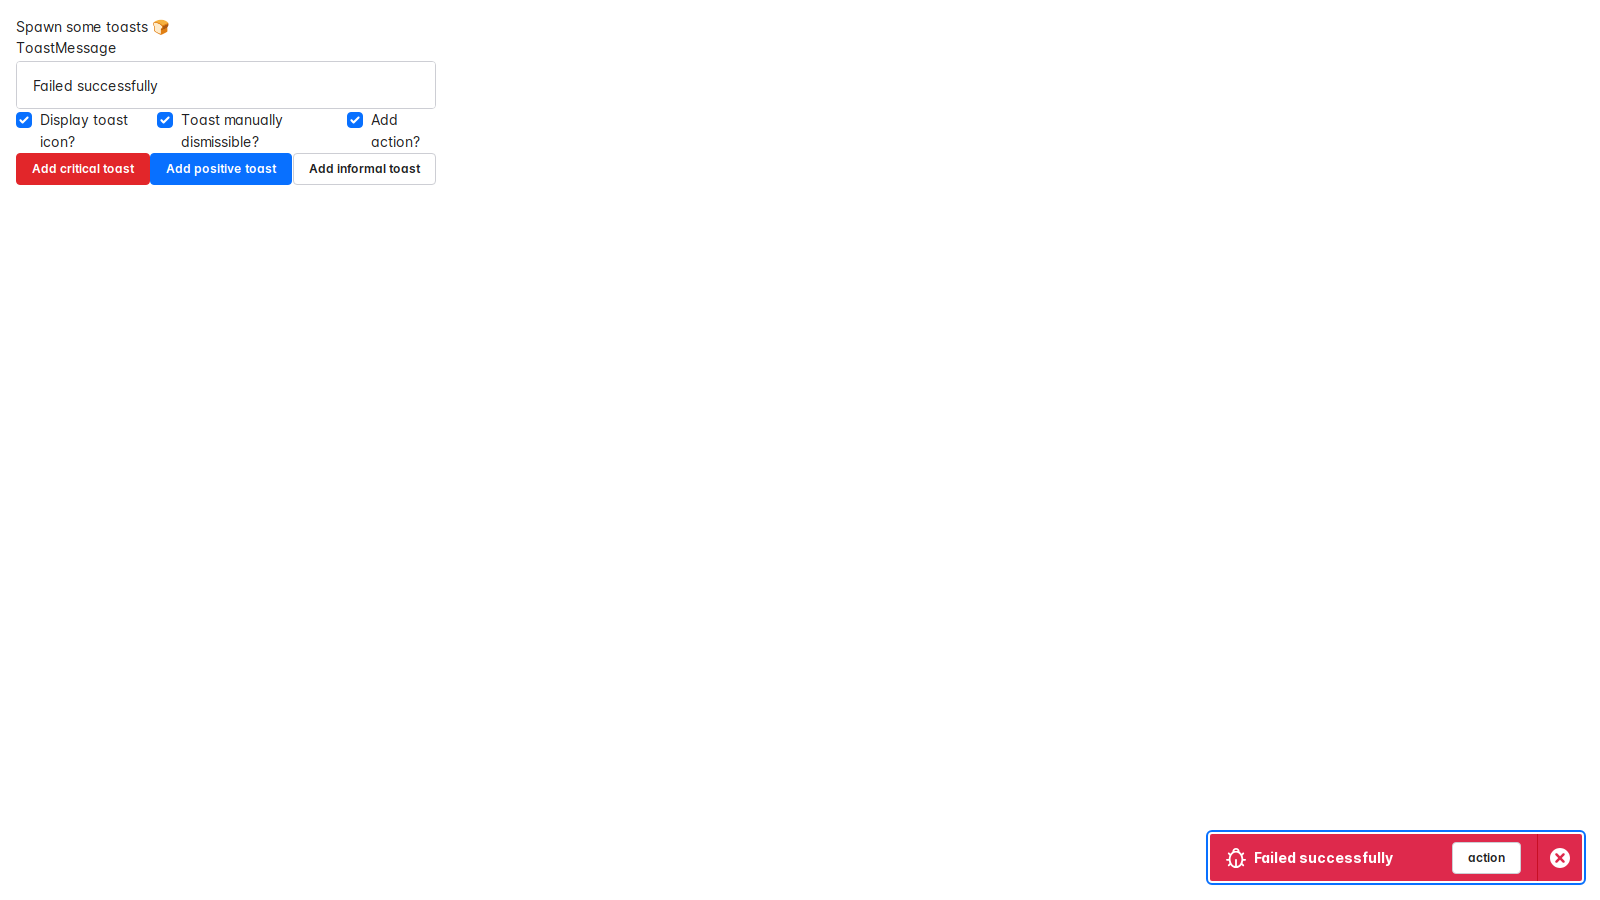 Spawn some toasts 🍞
ToastMessage
Failed successfully
Display toast icon?
Toast manually dismissible?
Add action?
Add critical toast
Add positive toast
Add informal toast
Failed successfully
action